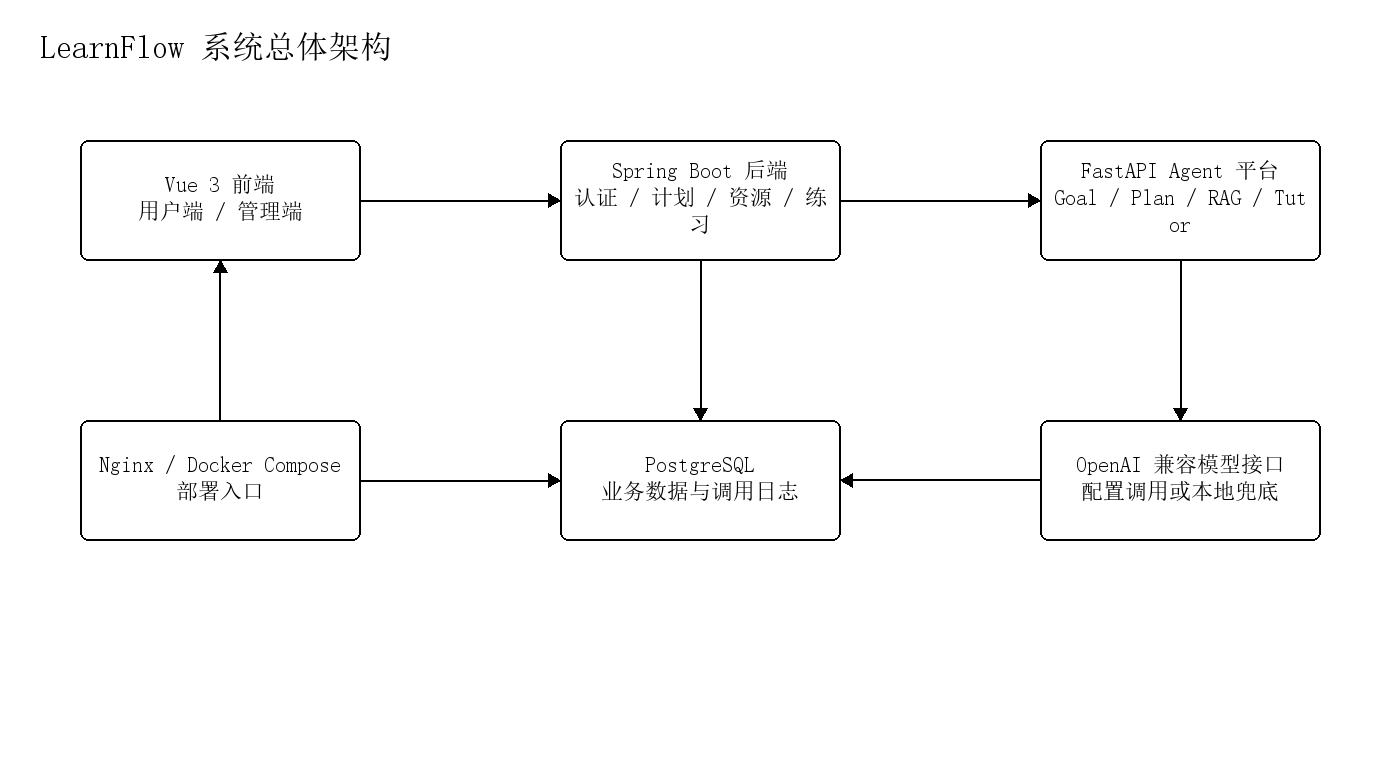 LearnFlow 系统总体架构
Vue 3 前端
用户端 / 管理端
Spring Boot 后端
认证 / 计划 / 资源 / 练
习
FastAPI Agent 平台
Goal / Plan / RAG / Tut
or
Nginx / Docker Compose
部署入口
PostgreSQL
业务数据与调用日志
OpenAI 兼容模型接口
配置调用或本地兜底